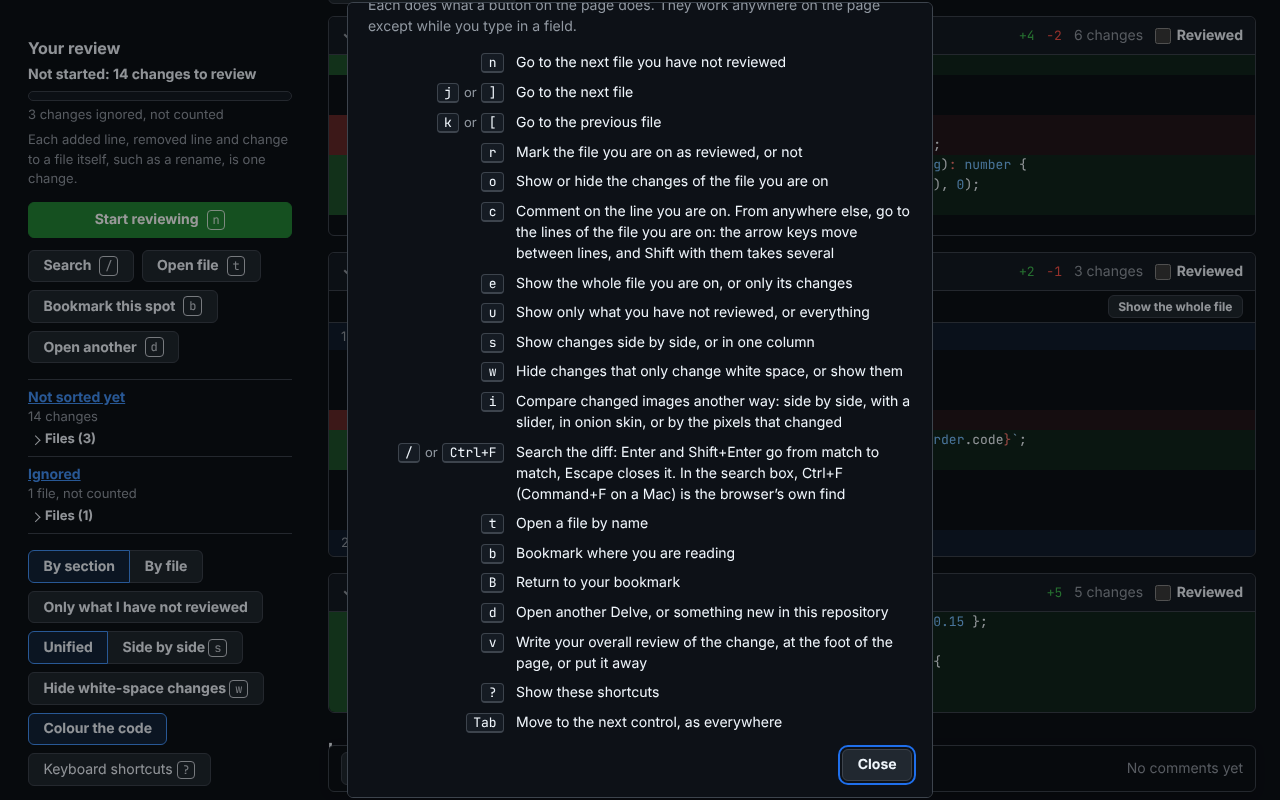 Your review
Not started: 14 changes to review
3 changes ignored, not counted
Each added line, removed line and change
to a file itself, such as a rename, is one
change.
Start reviewing n
Search / Open file t
Bookmark this spot b
Open another d
Not sorted yet
14 changes
Files (3)
Ignored
1 file, not counted
Files (1)
By section By file
Only what I have not reviewed
Unified Side by side s
Hide white-space changes w
Colour the code
Keyboard shortcuts ?
Each does what a button on the page does. They work anywhere on the page
except while you type in a field.
n Go to the next file you have not reviewed
j or ] Go to the next file
k or [ Go to the previous file
r Mark the file you are on as reviewed, or not
o Show or hide the changes of the file you are on
c Comment on the line you are on. From anywhere else, go to
the lines of the file you are on: the arrow keys move
between lines, and Shift with them takes several
e Show the whole file you are on, or only its changes
u Show only what you have not reviewed, or everything
s Show changes side by side, or in one column
w Hide changes that only change white space, or show them
i Compare changed images another way: side by side, with a
slider, in onion skin, or by the pixels that changed
/ or Ctrl+F Search the diff: Enter and Shift+Enter go from match to
match, Escape closes it. In the search box, Ctrl+F
(Command+F on a Mac) is the browser’s own find
t Open a file by name
b Bookmark where you are reading
B Return to your bookmark
d Open another Delve, or something new in this repository
v Write your overall review of the change, at the foot of the
page, or put it away
? Show these shortcuts
Tab Move to the next control, as everywhere
Close
+4 -2 6 changes Reviewed
;
g): number {
), 0);
+2 -1 3 changes Reviewed
Show the whole file
1
rder.code}`;
2
+5 5 changes Reviewed
0.15 };
{
No comments yet